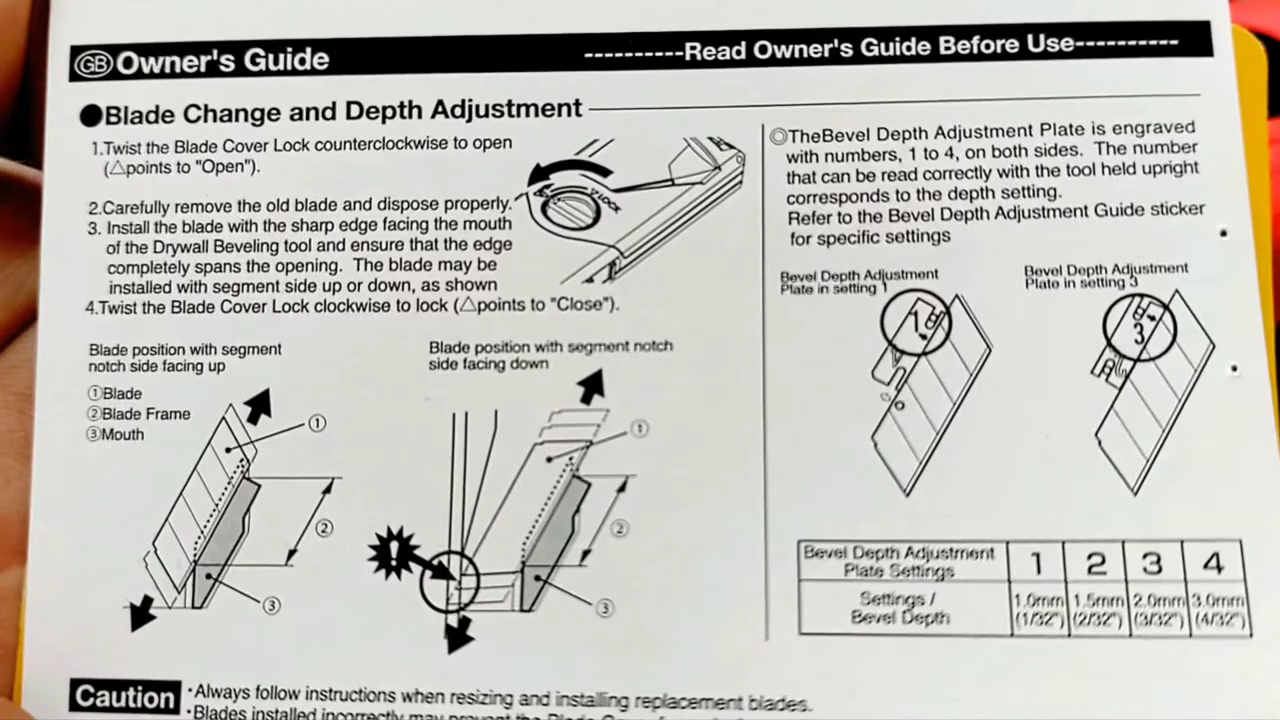 GB Owner's Guide
----------Read Owner's Guide Before Use----------
●Blade Change and Depth Adjustment
1.Twist the Blade Cover Lock counterclockwise to open
(△points to "Open").
2.Carefully remove the old blade and dispose properly.
3. Install the blade with the sharp edge facing the mouth
of the Drywall Beveling tool and ensure that the edge
completely spans the opening. The blade may be
installed with segment side up or down, as shown
4.Twist the Blade Cover Lock clockwise to lock (△points to "Close").
LOCK
Blade position with segment
notch side facing up
①Blade
②Blade Frame
③Mouth
①
②
③
Blade position with segment notch
side facing down
①
②
③
!
◎TheBevel Depth Adjustment Plate is engraved
with numbers, 1 to 4, on both sides. The number
that can be read correctly with the tool held upright
corresponds to the depth setting.
Refer to the Bevel Depth Adjustment Guide sticker
for specific settings
Bevel Depth Adjustment
Plate in setting 1
1
Bevel Depth Adjustment
Plate in setting 3
3
Bevel Depth Adjustment
Plate Settings
1 2 3 4
Settings /
Bevel Depth
1.0mm 1.5mm 2.0mm 3.0mm
(1/32") (2/32") (3/32") (4/32")
Caution
・Always follow instructions when resizing and installing replacement blades.
・Blades installed incorrectly may prevent the Blade